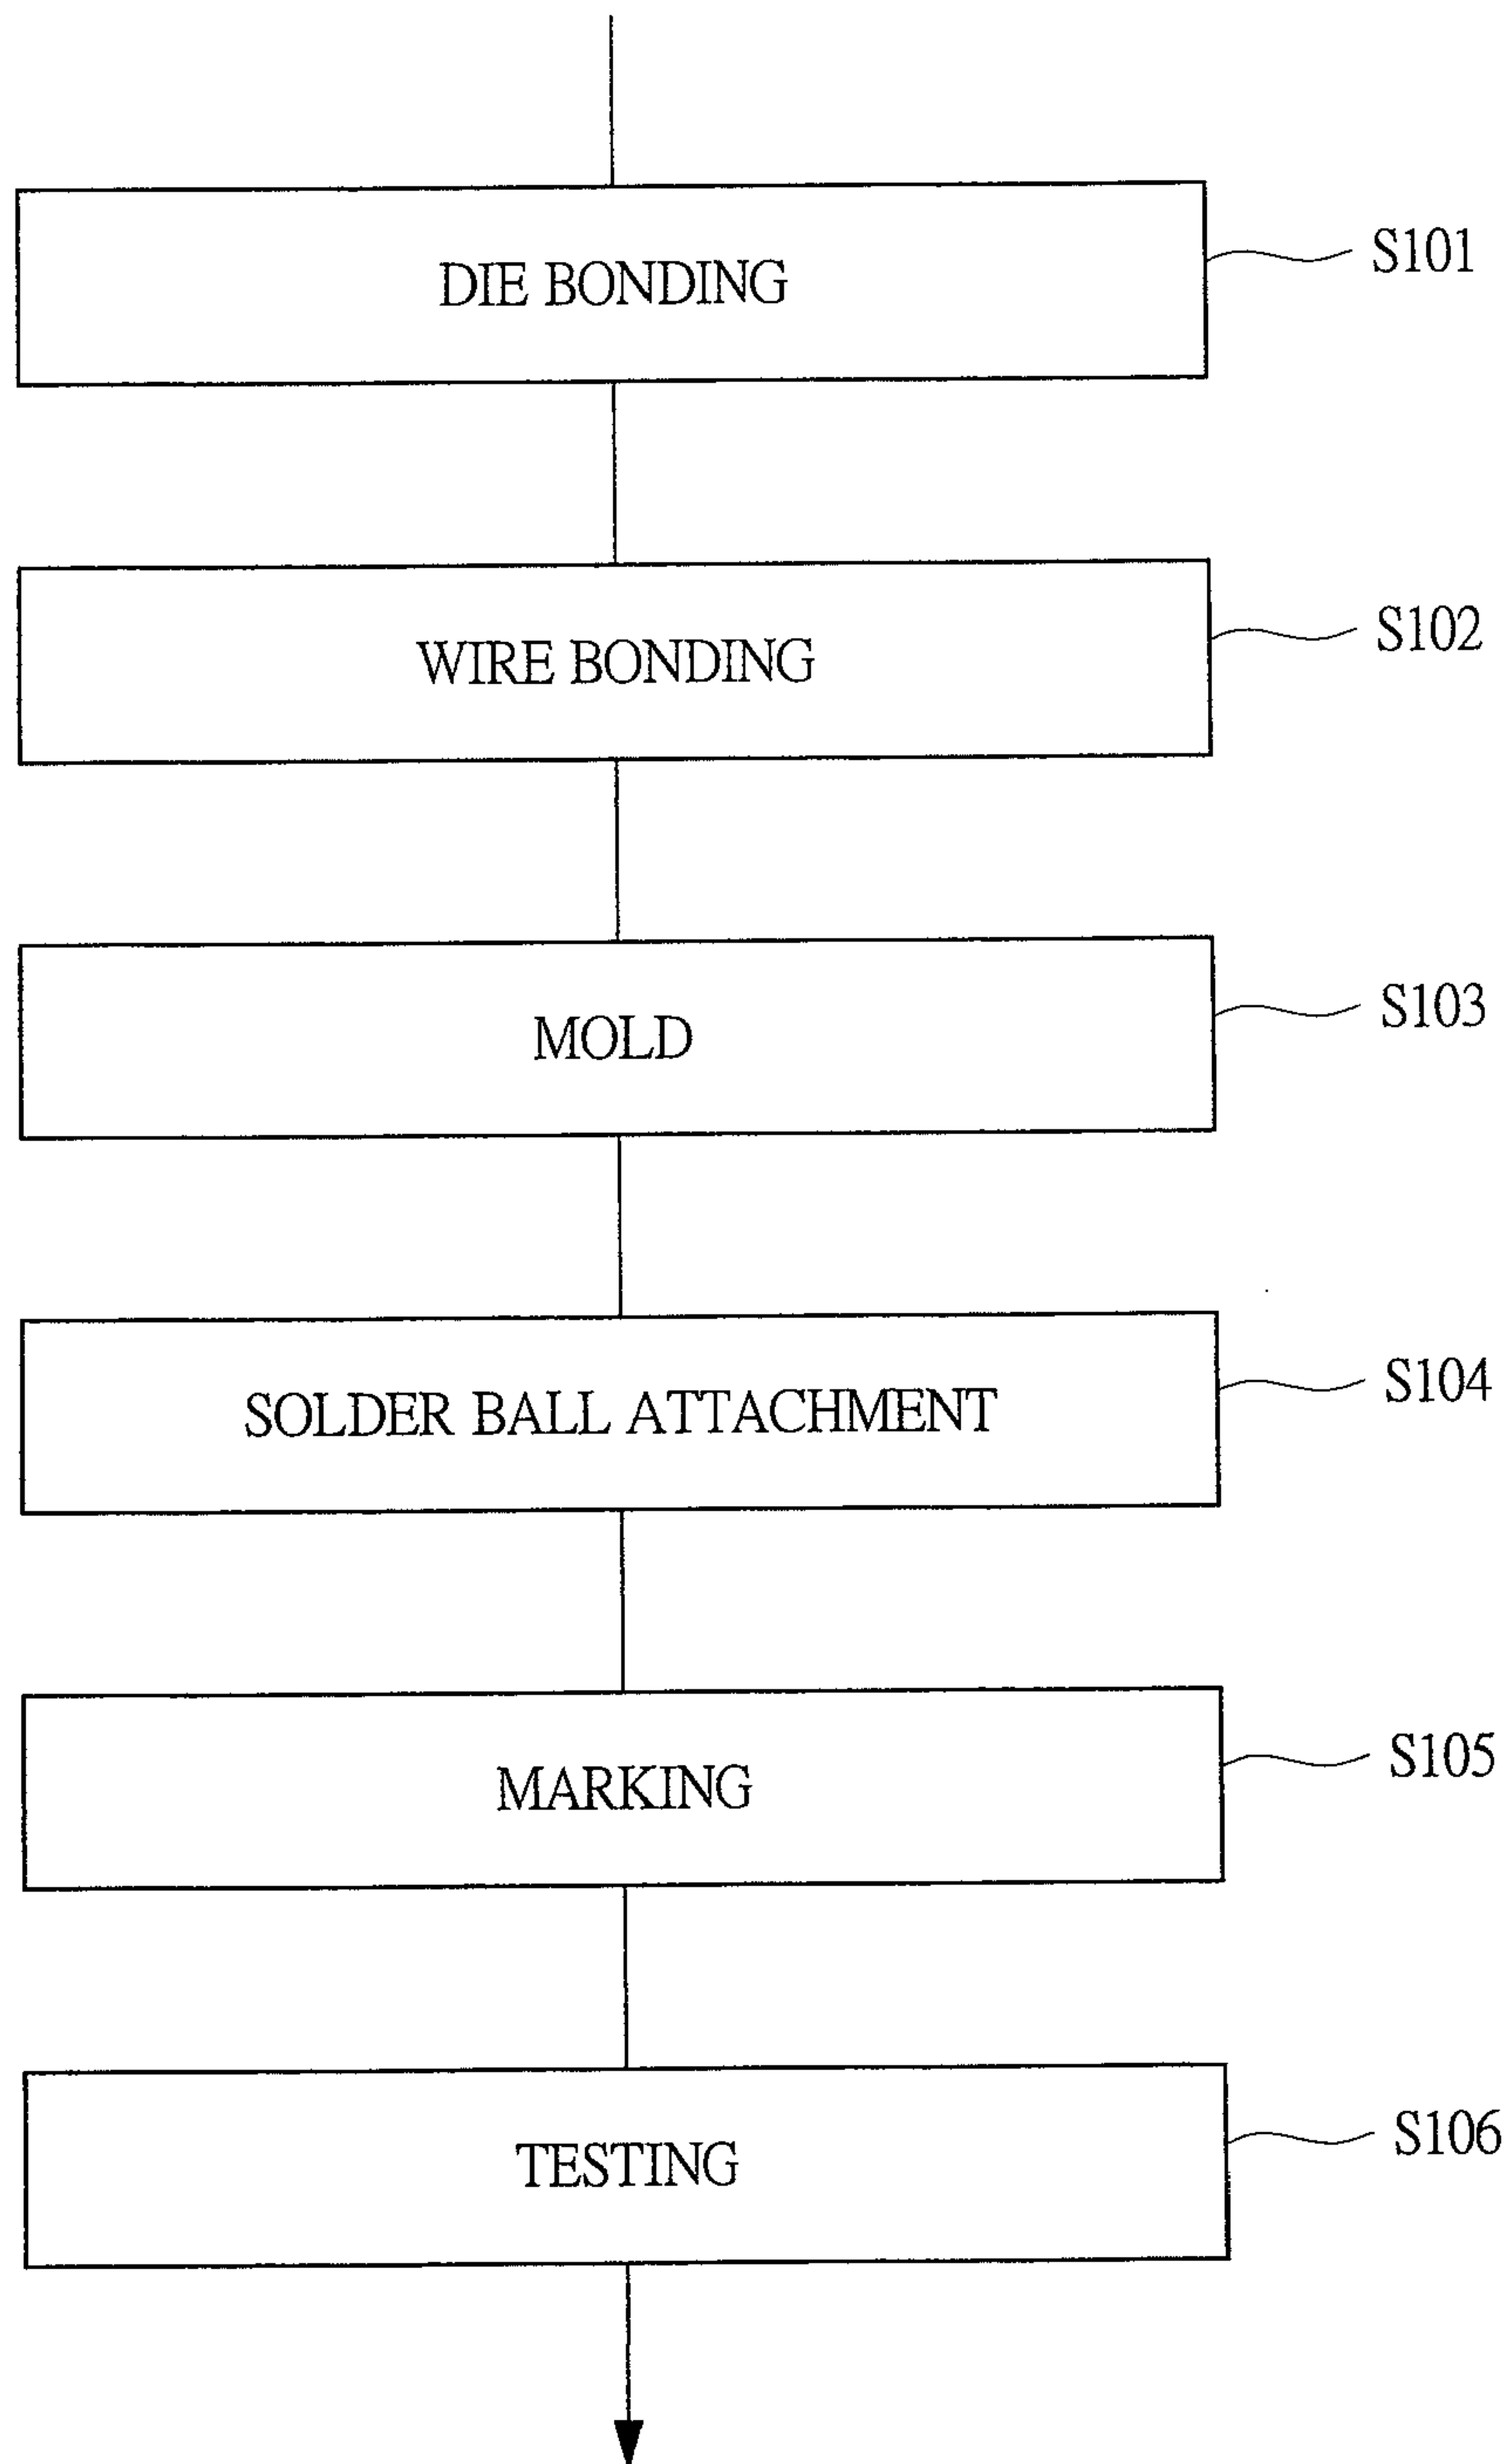 DIE BONDING S101
WIRE BONDING S102
MOLD S103
SOLDER BALL ATTACHMENT S104
MARKING S105
TESTING S106